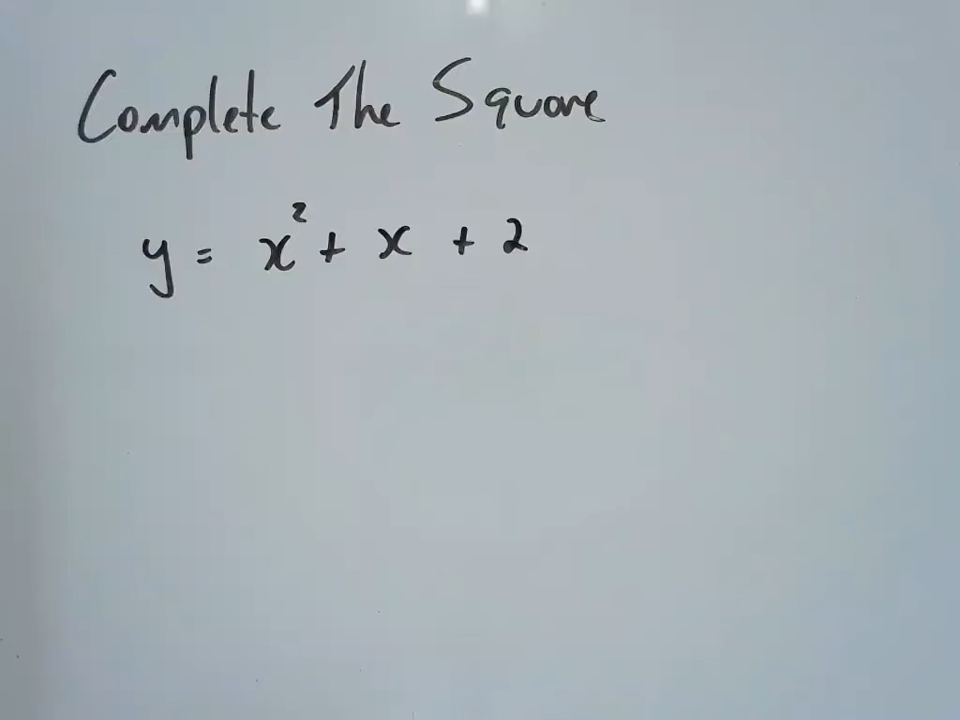 Complete The Square
y = x² + x + 2